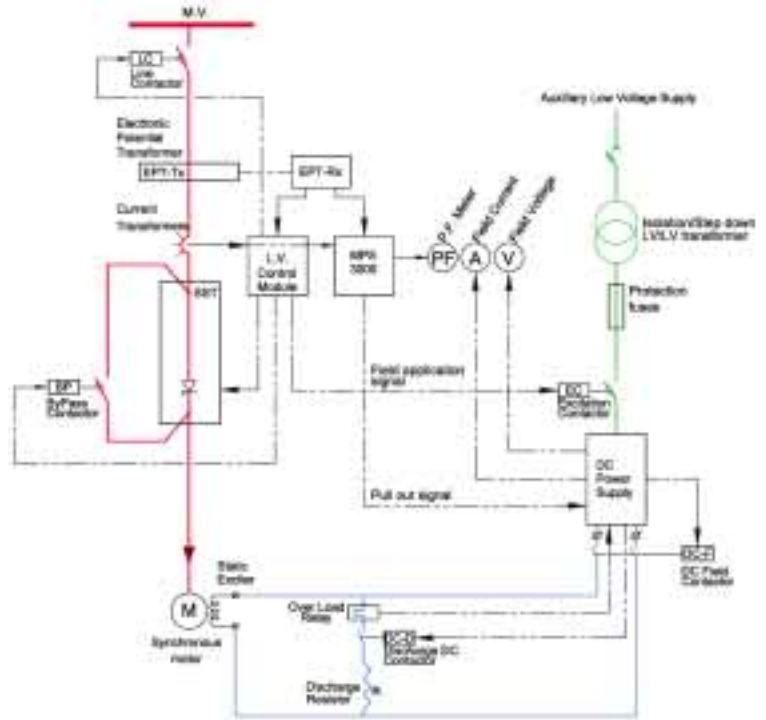 M.V.
LC
Line
Contactor
Auxiliary Low Voltage Supply
Electronic
Potential
Transformer
EPT-Tx
EPT-Rx
P.F. Meter
Field Current
Field Voltage
Current
Transformers
L.V.
Control
Module
MPS
3000
PF
A
V
Isolation/Step down
LV/LV transformer
Protection
fuses
BP
ByPass
Contactor
Field application
signal
EC
Excitation
Contactor
DC
Power
Supply
Pull out signal
DC-F
DC Field
Contactor
Static
Exciter
M
Synchronous
motor
Over Load
Relay
DC-D
Discharge DC
Contactor
Discharge
Resistor